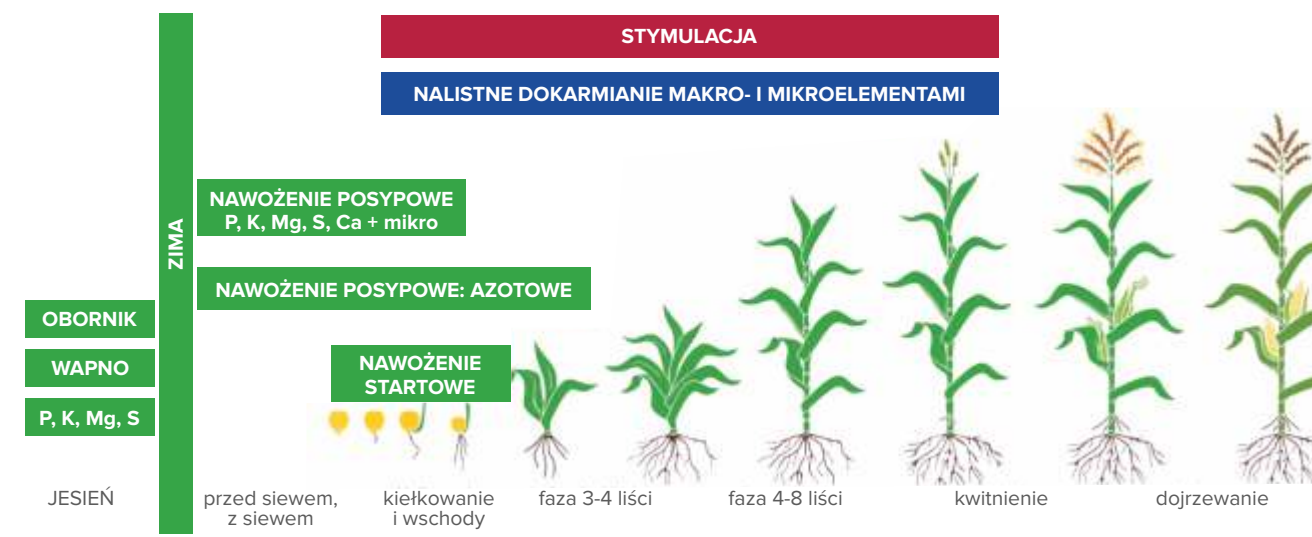 STYMULACJA
NALISTNE DOKARMIANIE MAKRO- I MIKROELEMENTAMI
NAWOŻENIE POSYPOWE
P, K, Mg, S, Ca + mikro
ZIMA
NAWOŻENIE POSYPOWE: AZOTOWE
OBORNIK
WAPNO
P, K, Mg, S
NAWOŻENIE
STARTOWE
JESIEŃ
przed siewem,
z siewem
kiełkowanie
i wschody
faza 3-4 liści
faza 4-8 liści
kwitnienie
dojrzewanie